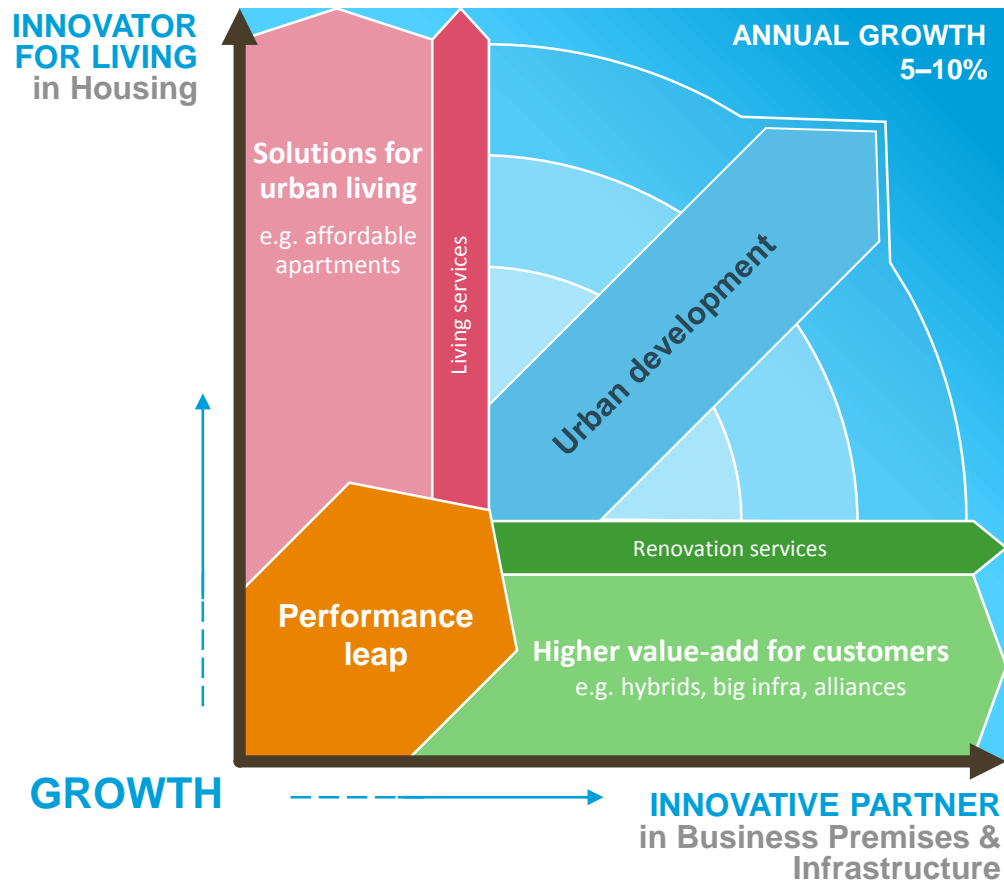 INNOVATOR
FOR LIVING
in Housing
ANNUAL GROWTH
5–10%
Solutions for
urban living
e.g. affordable
apartments
Living services
Urban development
Renovation services
Performance
leap
Higher value-add for customers
e.g. hybrids, big infra, alliances
GROWTH
INNOVATIVE PARTNER
in Business Premises &
Infrastructure